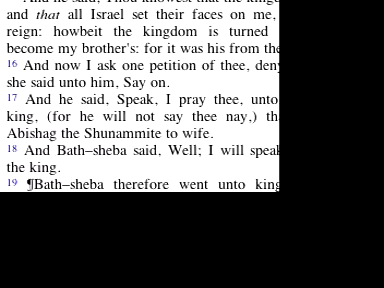 And he said, Thou knowest that the
and that all Israel set their faces on me,
reign: howbeit the kingdom is turned
become my brother's: for it was his from the
16 And now I ask one petition of thee,
she said unto him, Say on.
17 And he said, Speak, I pray thee, unto
king, (for he will not say thee nay,)
Abishag the Shunammite to wife.
18 And Bath–sheba said, Well; I will speak
the king.
19 ¶Bath–sheba therefore went unto king